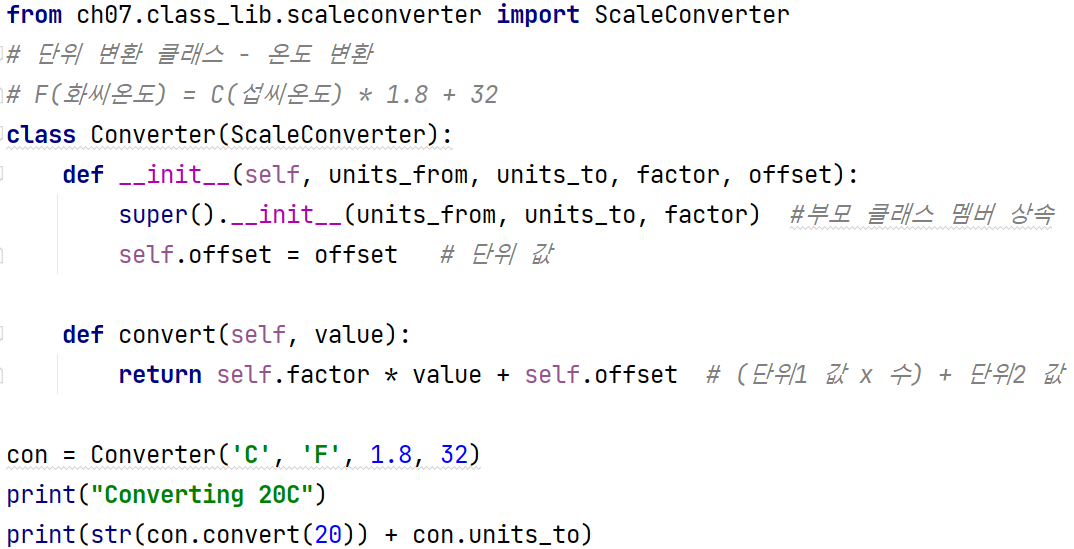 from ch07.class_lib.scaleconverter import ScaleConverter
# 단위 변환 클래스 - 온도 변환
# F(화씨온도) = C(섭씨온도) * 1.8 + 32
class Converter(ScaleConverter):
    def __init__(self, units_from, units_to, factor, offset):
        super().__init__(units_from, units_to, factor)  #부모 클래스 멤버 상속
        self.offset = offset   # 단위 값
    def convert(self, value):
        return self.factor * value + self.offset  # (단위1 값 x 수) + 단위2 값
con = Converter('C', 'F', 1.8, 32)
print("Converting 20C")
print(str(con.convert(20)) + con.units_to)